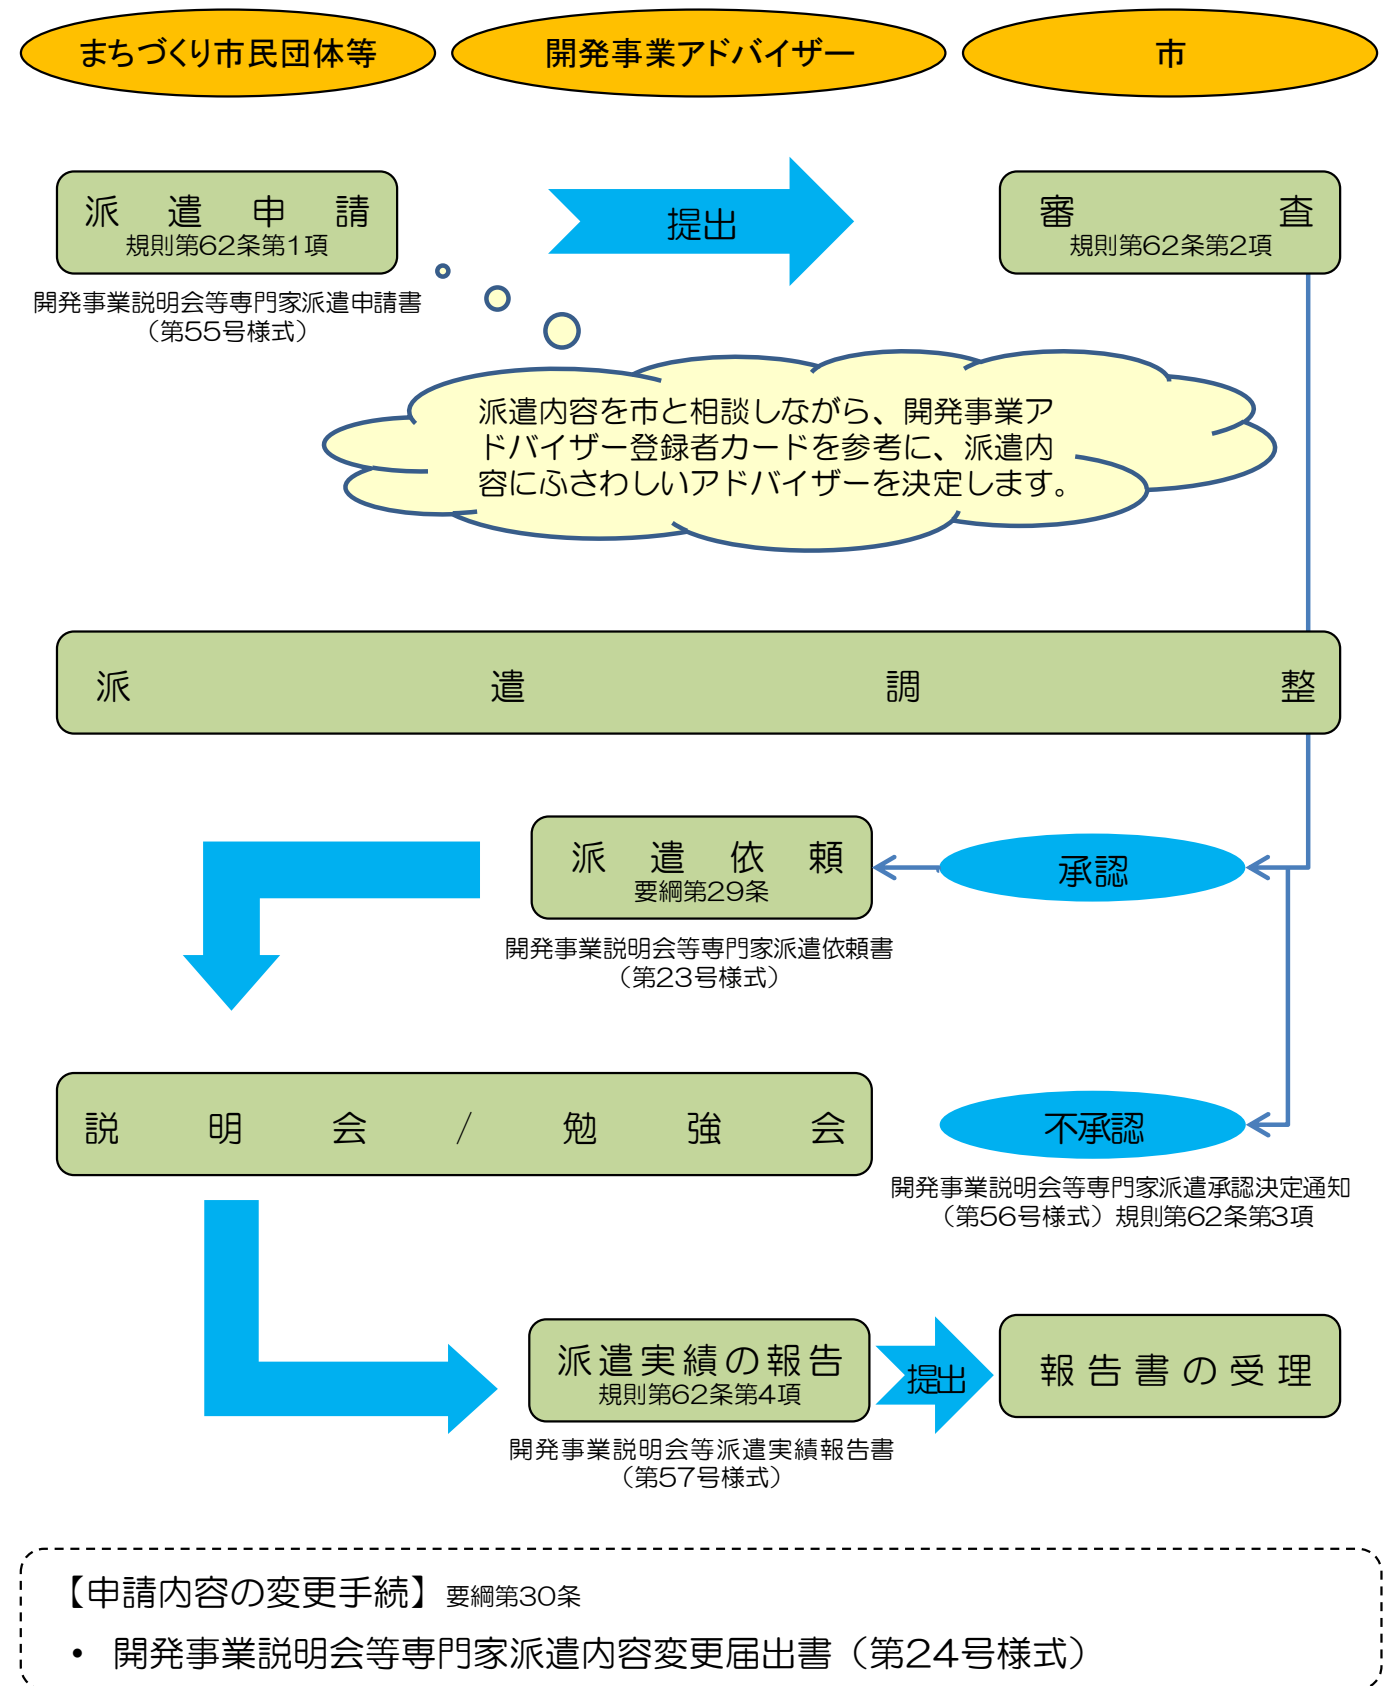 まちづくり市民団体等
開発事業アドバイザー
市
派遣申請
規則第62条第1項
開発事業説明会等専門家派遣申請書
（第55号様式）
提出
審査
規則第62条第2項
派遣内容を市と相談しながら、開発事業ア
ドバイザー登録者カードを参考に、派遣内
容にふさわしいアドバイザーを決定します。
派遣調整
派遣依頼
要綱第29条
開発事業説明会等専門家派遣依頼書
（第23号様式）
承認
説明会/勉強会
不承認
開発事業説明会等専門家派遣承認決定通知
（第56号様式）規則第62条第3項
派遣実績の報告
規則第62条第4項
開発事業説明会等派遣実績報告書
（第57号様式）
提出
報告書の受理
【申請内容の変更手続】要綱第30条
・ 開発事業説明会等専門家派遣内容変更届出書（第24号様式）